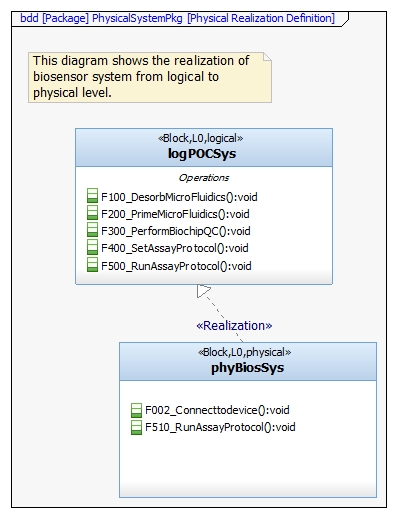 bdd [Package] PhysicalSystemPkg [Physical Realization Definition]
This diagram shows the realization of
biosensor system from logical to
physical level.
«Block,L0,logical»
logPOCSys
Operations
F100_DesorbMicroFluidics():void
F200_PrimeMicroFluidics():void
F300_PerformBiochipQC():void
F400_SetAssayProtocol():void
F500_RunAssayProtocol():void
«Realization»
«Block,L0,physical»
phyBiosSys
F002_Connecttodevice():void
F510_RunAssayProtocol():void